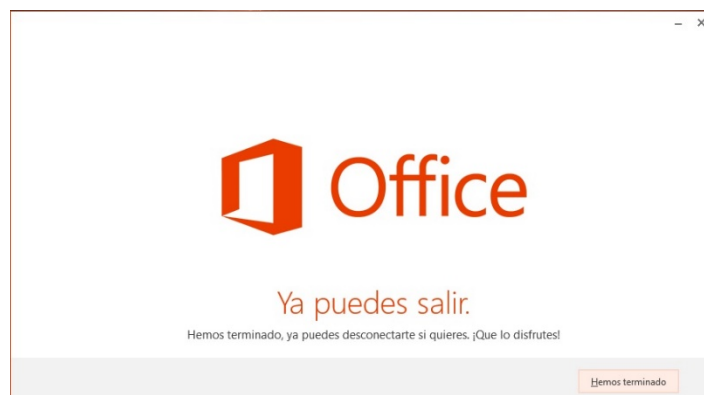 Office
Ya puedes salir.
Hemos terminado, ya puedes desconectarte si quieres. ¡Que lo disfrutes!
Hemos terminado